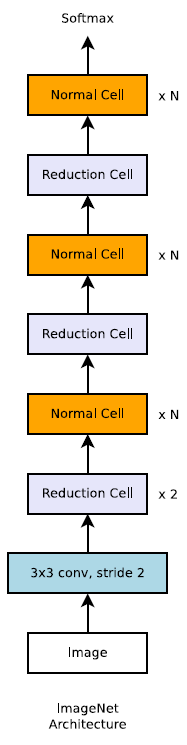 Softmax
Normal Cell x N
Reduction Cell
Normal Cell x N
Reduction Cell
Normal Cell x N
Reduction Cell x 2
3x3 conv, stride 2
Image
ImageNet
Architecture